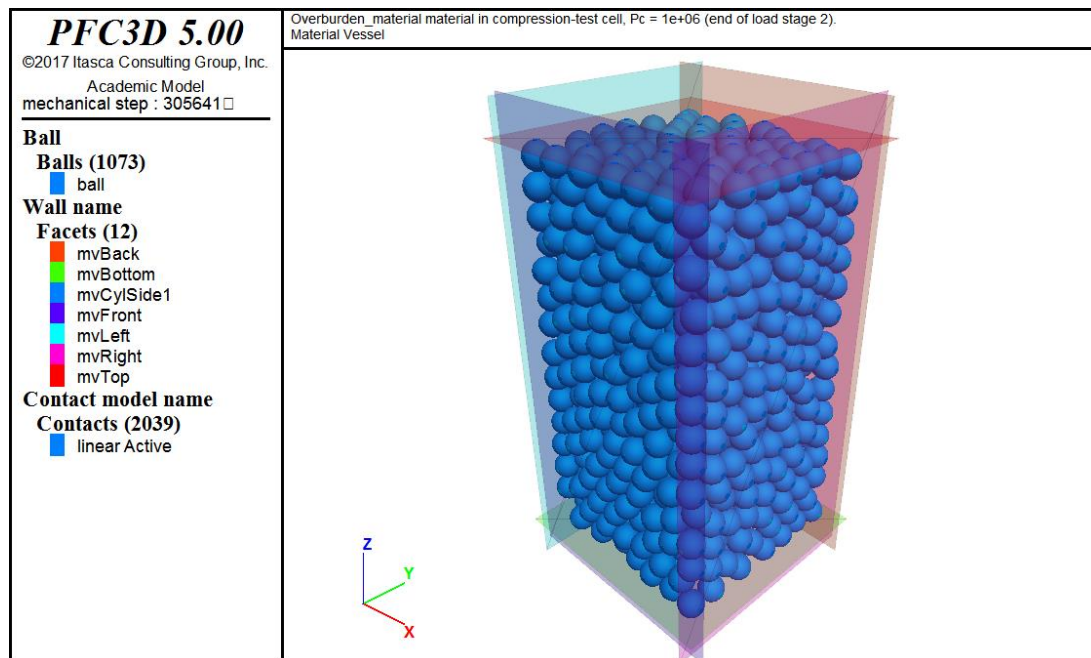 PFC3D 5.00
©2017 Itasca Consulting Group, Inc.
Academic Model
mechanical step : 305641□
Ball
Balls (1073)
ball
Wall name
Facets (12)
mvBack
mvBottom
mvCylSide1
mvFront
mvLeft
mvRight
mvTop
Contact model name
Contacts (2039)
linear Active
Overburden_material material in compression-test cell, Pc = 1e+06 (end of load stage 2).
Material Vessel
Z
Y
X